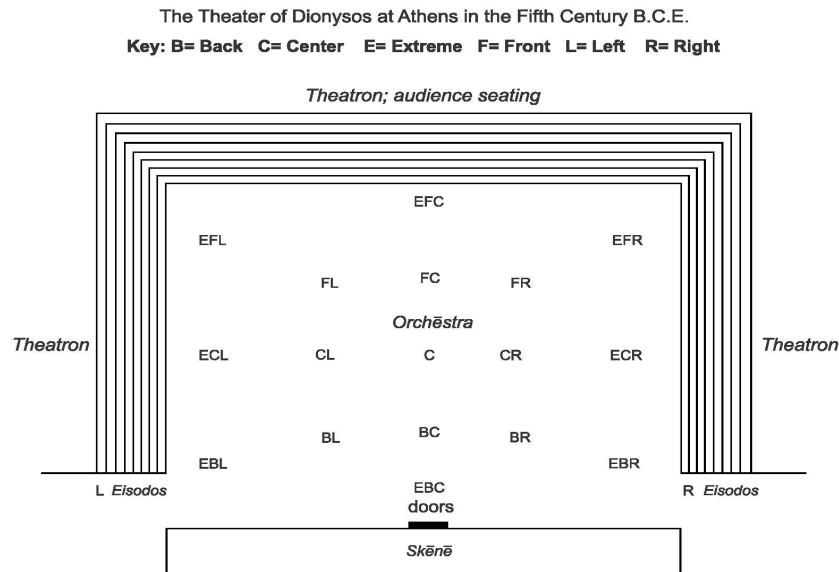 The Theater of Dionysos at Athens in the Fifth Century B.C.E.
Key: B= Back C= Center E= Extreme F= Front L= Left R= Right
Theatron; audience seating
EFC
EFL EFR
FL FC FR
Orchēstra
Theatron Theatron
ECL CL C CR ECR
BL BC BR
EBL EBR
L Eisodos EBC R Eisodos
doors
Skēnē